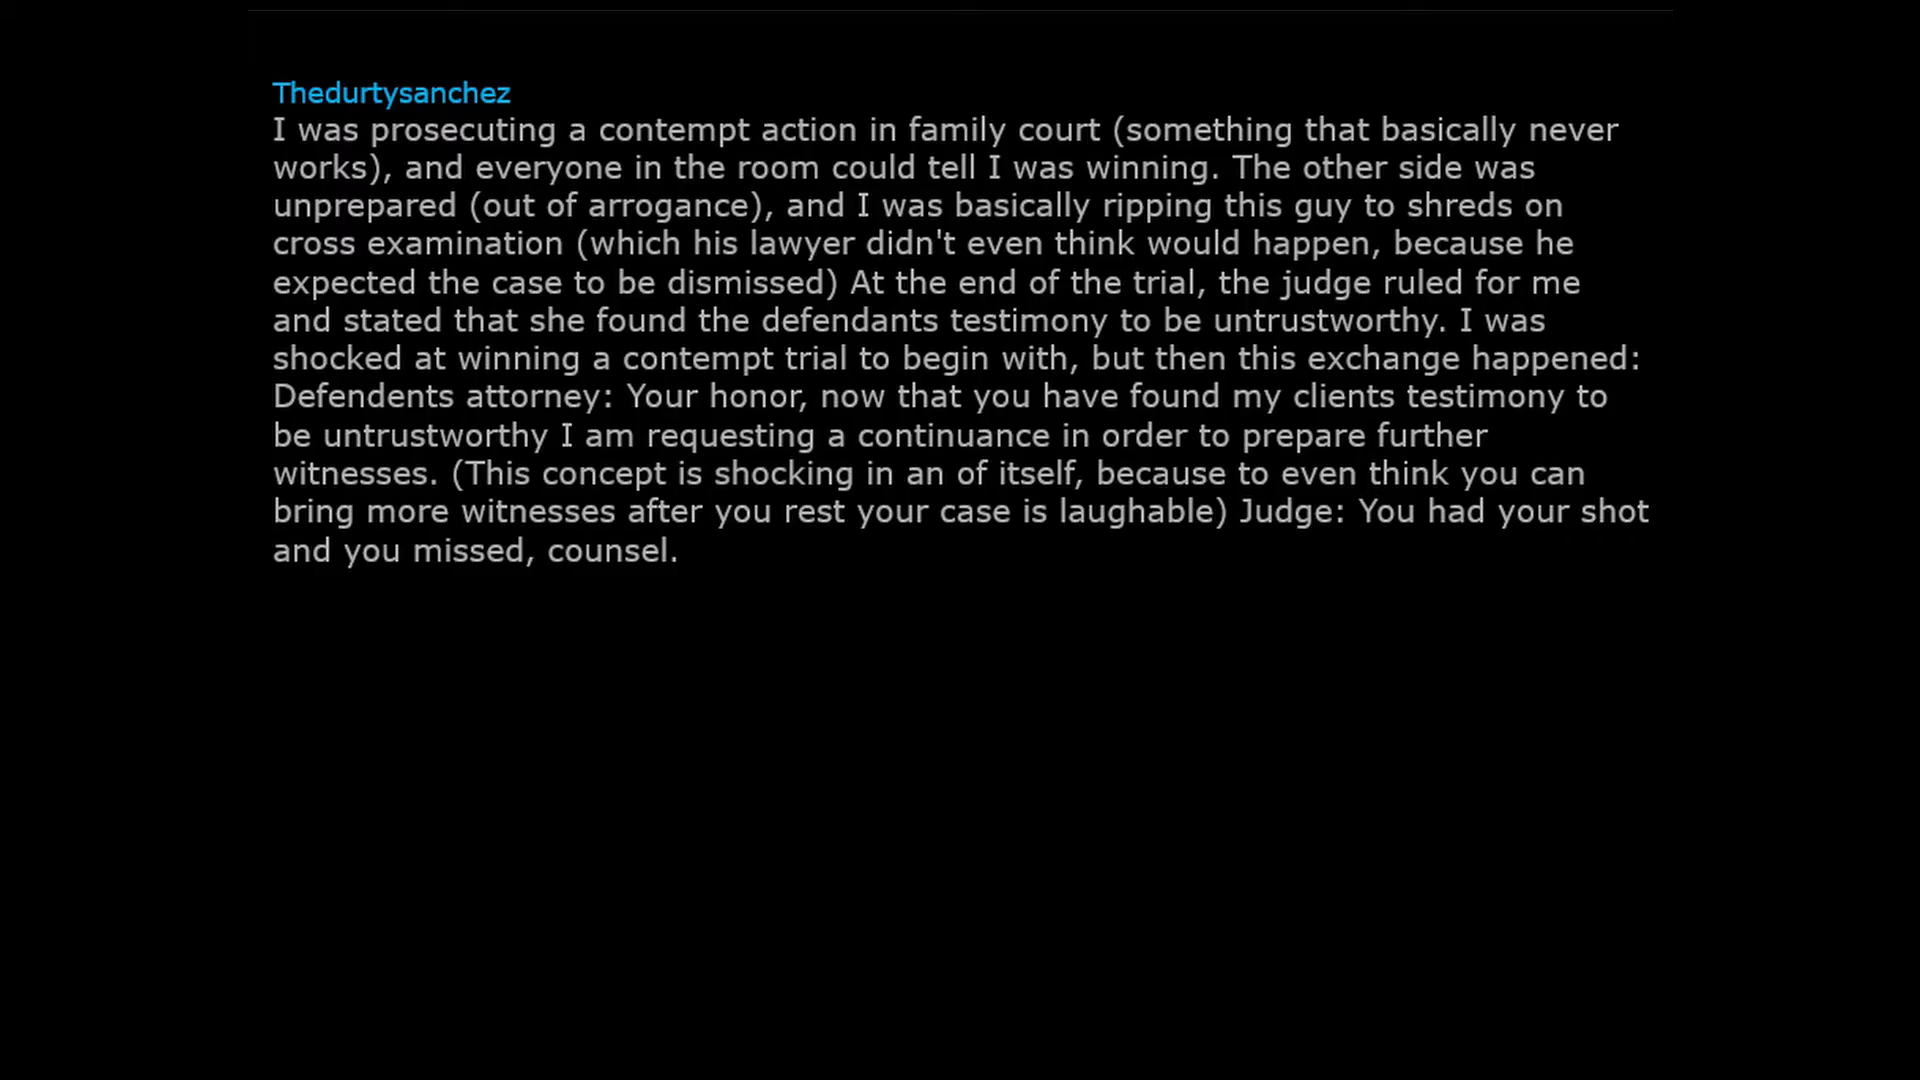 Thedurtysanchez
I was prosecuting a contempt action in family court (something that basically never
works), and everyone in the room could tell I was winning. The other side was
unprepared (out of arrogance), and I was basically ripping this guy to shreds on
cross examination (which his lawyer didn't even think would happen, because he
expected the case to be dismissed) At the end of the trial, the judge ruled for me
and stated that she found the defendants testimony to be untrustworthy. I was
shocked at winning a contempt trial to begin with, but then this exchange happened:
Defendents attorney: Your honor, now that you have found my clients testimony to
be untrustworthy I am requesting a continuance in order to prepare further
witnesses. (This concept is shocking in an of itself, because to even think you can
bring more witnesses after you rest your case is laughable) Judge: You had your shot
and you missed, counsel.